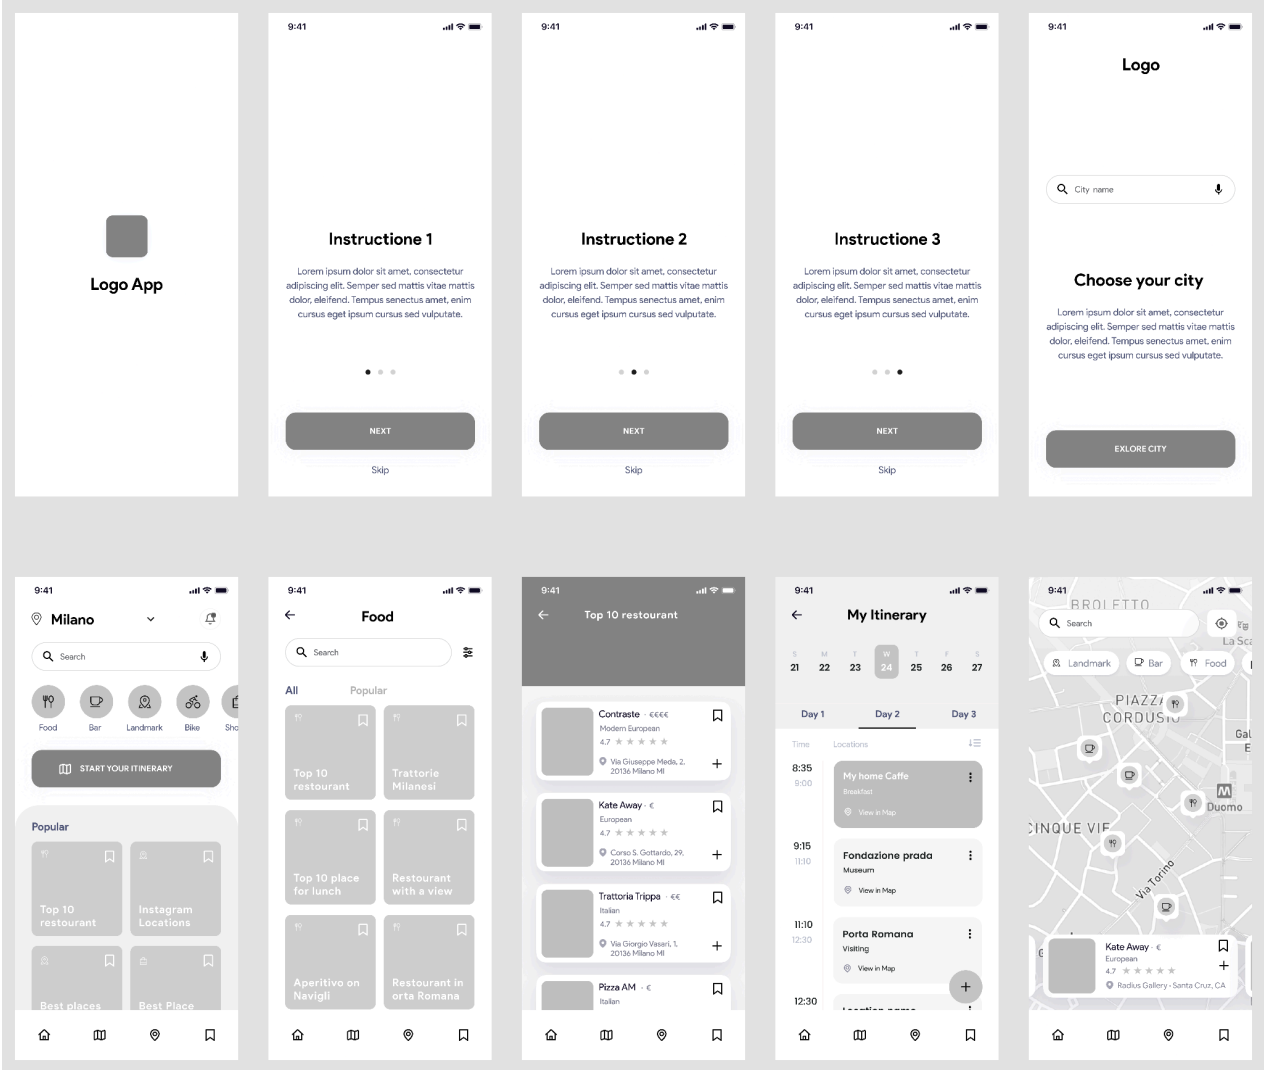 Logo App
9:41
Instructione 1
Lorem ipsum dolor sit amet, consectetur
adipiscing elit. Semper sed mattis vitae mattis
dolor, eleifend. Tempus senectus amet, enim
cursus eget ipsum cursus sed vulputate.
NEXT
Skip
9:41
Instructione 2
Lorem ipsum dolor sit amet, consectetur
adipiscing elit. Semper sed mattis vitae mattis
dolor, eleifend. Tempus senectus amet, enim
cursus eget ipsum cursus sed vulputate.
NEXT
Skip
9:41
Instructione 3
Lorem ipsum dolor sit amet, consectetur
adipiscing elit. Semper sed mattis vitae mattis
dolor, eleifend. Tempus senectus amet, enim
cursus eget ipsum cursus sed vulputate.
NEXT
Skip
9:41
Logo
City name
Choose your city
Lorem ipsum dolor sit amet, consectetur
adipiscing elit. Semper sed mattis vitae mattis
dolor, eleifend. Tempus senectus amet, enim
cursus eget ipsum cursus sed vulputate.
EXLORE CITY
9:41
Milano
Search
Food Bar Landmark Bike Sho
START YOUR ITINERARY
Popular
Top 10
restourant
Instagram
Locations
Best places
Best Place
9:41
Food
Search
All Popular
Top 10
restourant
Trattorie
Milanesi
Top 10 place
for lunch
Restourant
with a view
Aperitivo on
Navigli
Restourant in
orta Romana
9:41
Top 10 restourant
Contraste · €€€€
Modern European
4.7 ★ ★ ★ ★ ★
Via Giuseppe Meda, 2,
20136 Milano MI
Kate Away · €
European
4.7 ★ ★ ★ ★ ★
Corso S. Gottardo, 29,
20136 Milano MI
Trattoria Trippa · €€
Italian
4.7 ★ ★ ★ ★ ★
Via Giorgio Vasari, 1,
20136 Milano MI
Pizza AM · €
Italian
9:41
My Itinerary
S M T W T F S
21 22 23 24 25 26 27
Day 1 Day 2 Day 3
Time Locations
8:35
9:00
My home Caffe
Breakfast
View in Map
9:15
11:10
Fondazione prada
Museum
View in Map
11:10
12:30
Porta Romana
Visiting
View in Map
12:30
Location name
9:41
BROLETTO
Search
La Sca
Landmark Bar Food
PIAZZA
CORDUSIO
Gal
E
M
Duomo
CINQUE VIE
Via Torino
Kate Away · €
European
4.7 ★ ★ ★ ★ ★
Radius Gallery · Santa Cruz, CA